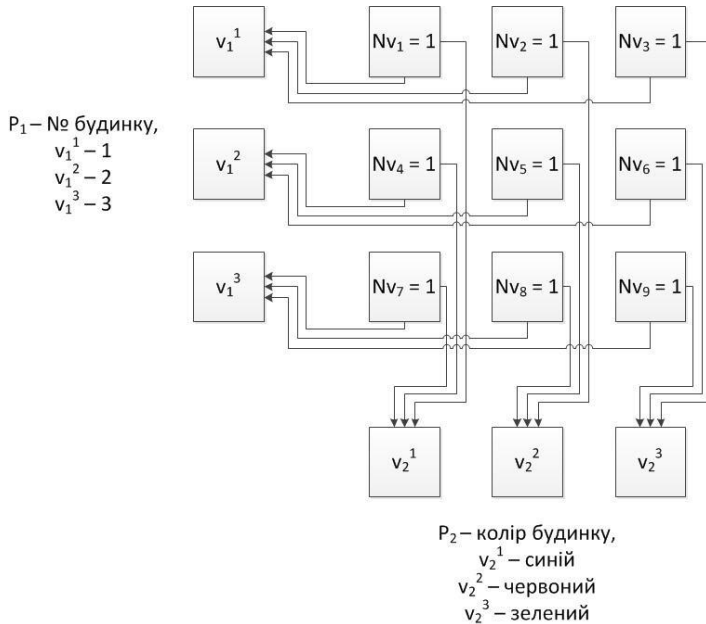 v₁¹ Nv₁ = 1 Nv₂ = 1 Nv₃ = 1
P₁ – № будинку,
v₁¹ – 1
v₁² – 2
v₁³ – 3
v₁² Nv₄ = 1 Nv₅ = 1 Nv₆ = 1
v₁³ Nv₇ = 1 Nv₈ = 1 Nv₉ = 1
v₂¹ v₂² v₂³
P₂ – колір будинку,
v₂¹ – синій
v₂² – червоний
v₂³ – зелений